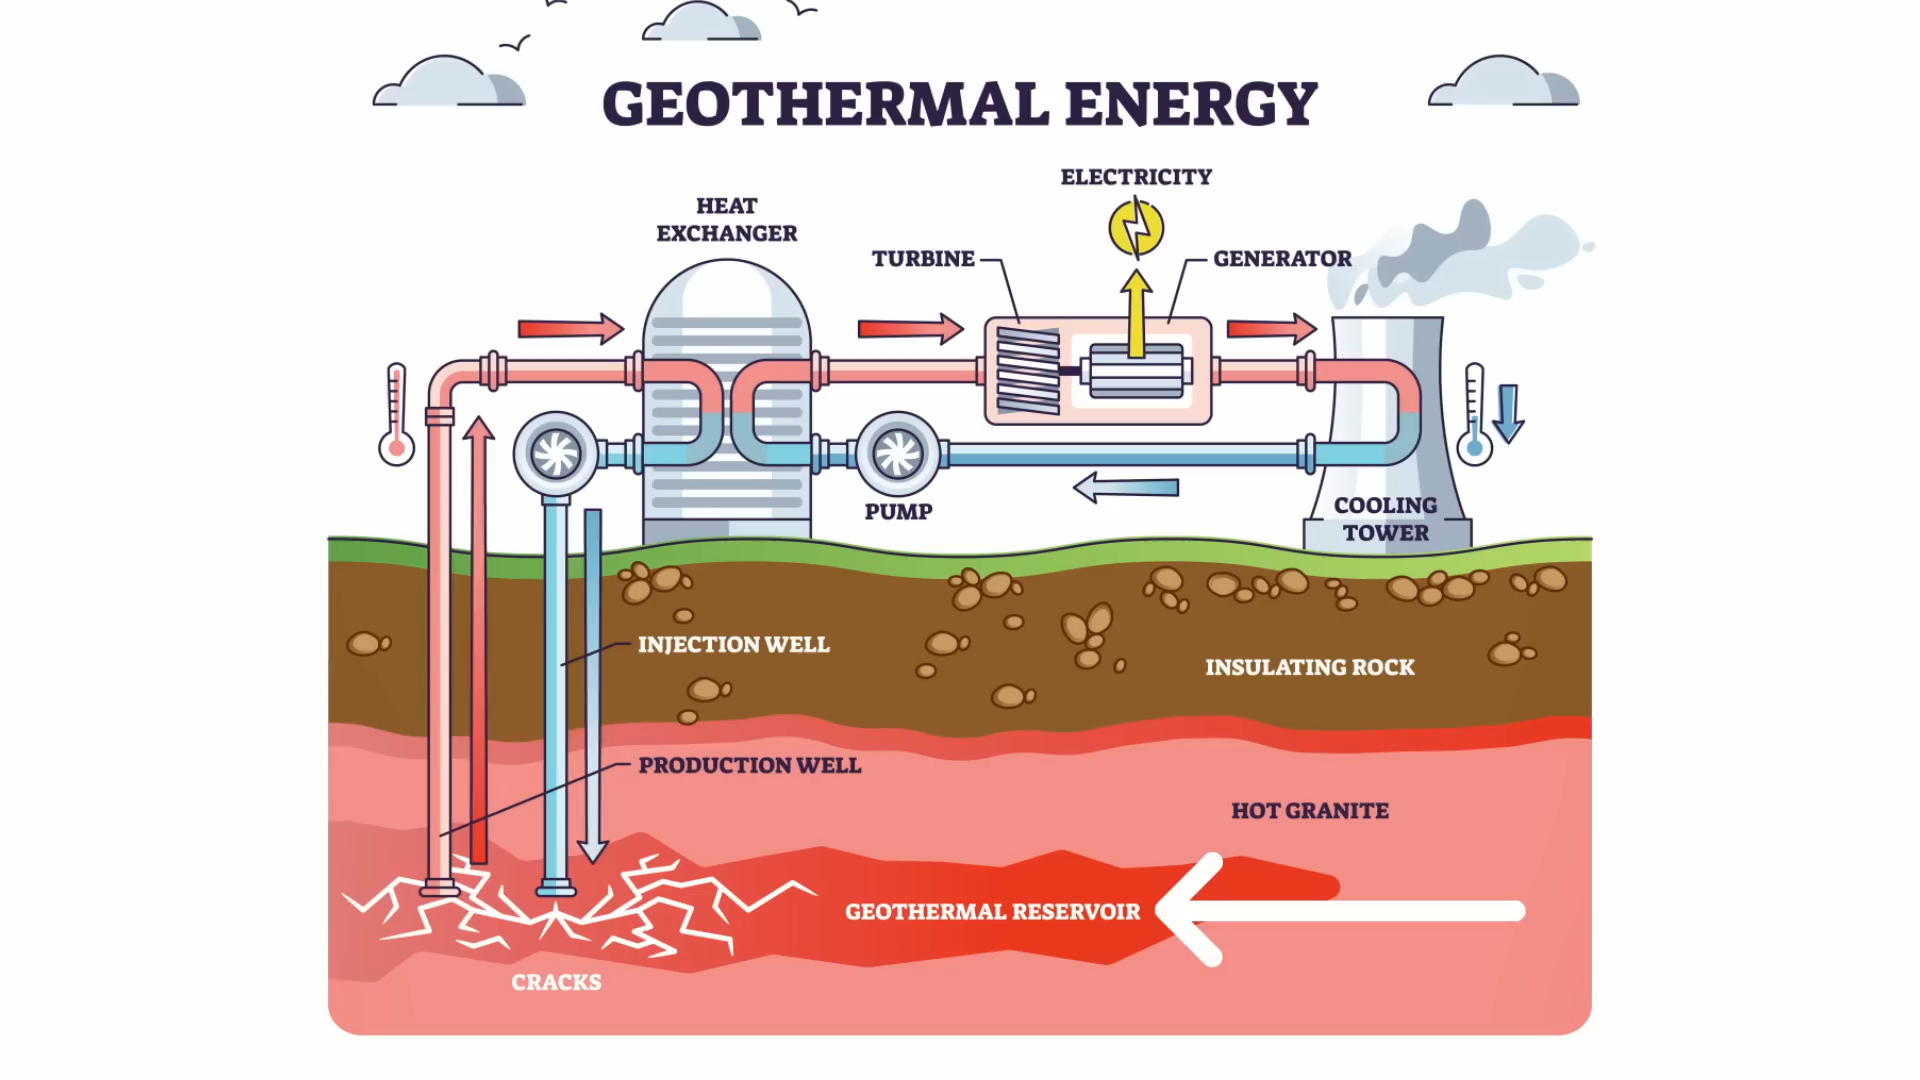 GEOTHERMAL ENERGY
ELECTRICITY
HEAT
EXCHANGER
TURBINE
GENERATOR
PUMP
COOLING
TOWER
INJECTION WELL
INSULATING ROCK
PRODUCTION WELL
HOT GRANITE
GEOTHERMAL RESERVOIR
CRACKS